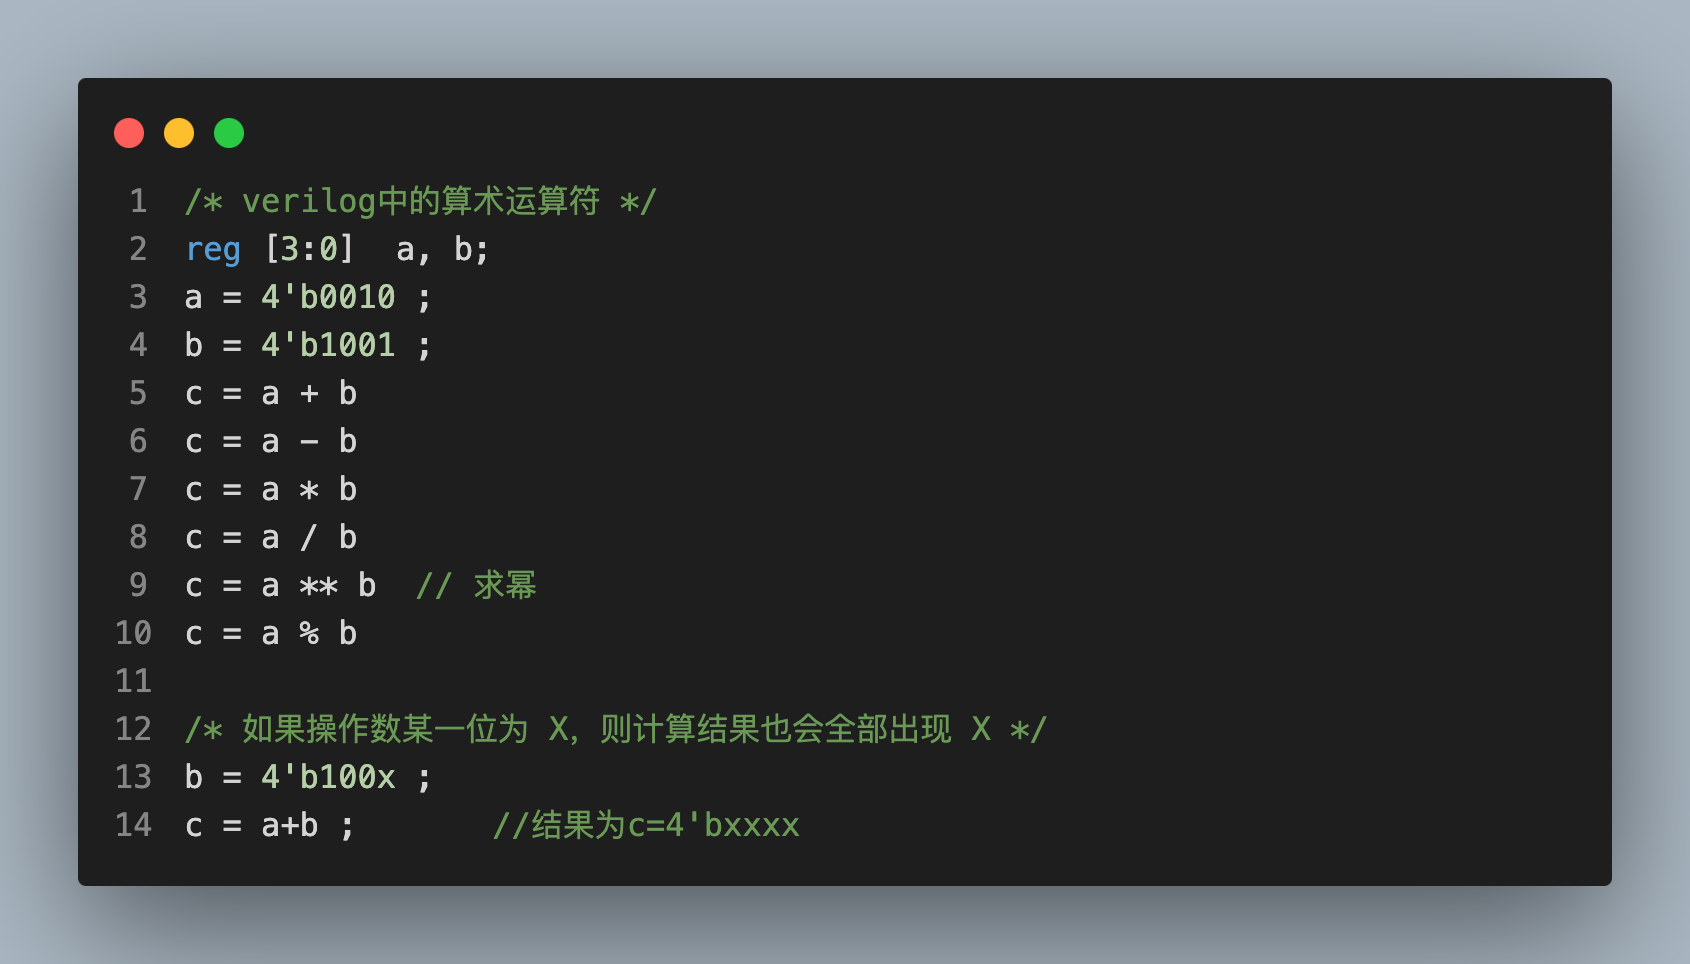 1 /* verilog中的算术运算符 */
2 reg [3:0]  a, b;
3 a = 4'b0010 ;
4 b = 4'b1001 ;
5 c = a + b
6 c = a - b
7 c = a * b
8 c = a / b
9 c = a ** b  // 求幂
10 c = a % b
11
12 /* 如果操作数某一位为 X，则计算结果也会全部出现 X */
13 b = 4'b100x ;
14 c = a+b ;       //结果为c=4'bxxxx